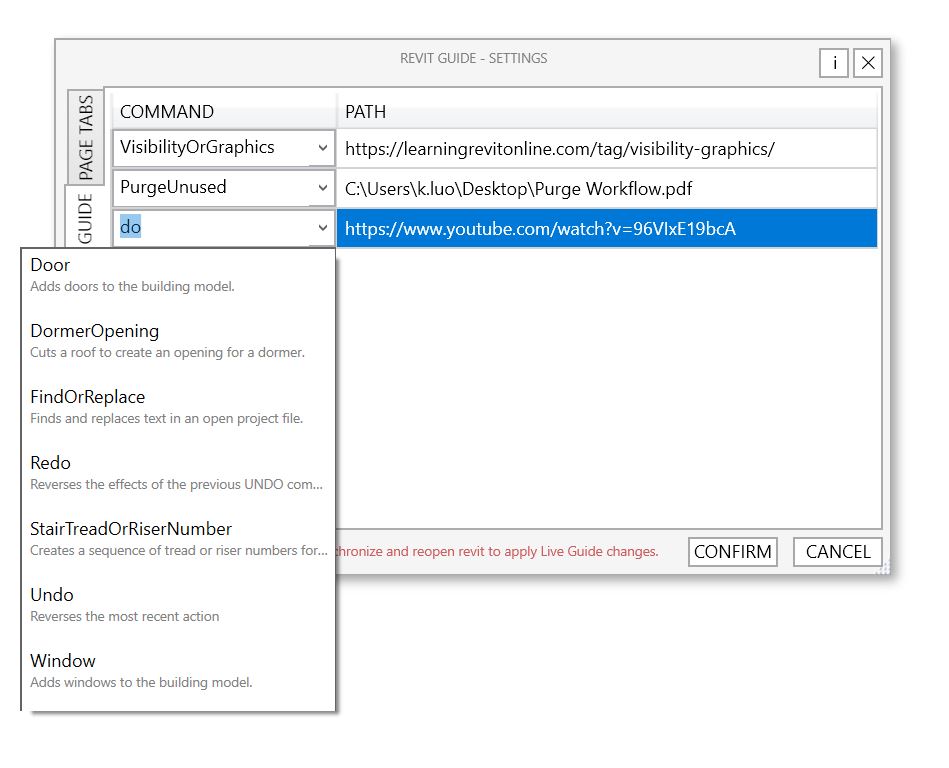 REVIT GUIDE - SETTINGS
i
PAGE TABS
GUIDE
COMMAND PATH
VisibilityOrGraphics https://learningrevitonline.com/tag/visibility-graphics/
PurgeUnused C:\Users\k.luo\Desktop\Purge Workflow.pdf
do https://www.youtube.com/watch?v=96VIxE19bcA
Door
Adds doors to the building model.
DormerOpening
Cuts a roof to create an opening for a dormer.
FindOrReplace
Finds and replaces text in an open project file.
Redo
Reverses the effects of the previous UNDO com...
StairTreadOrRiserNumber
Creates a sequence of tread or riser numbers for...
Undo
Reverses the most recent action
Window
Adds windows to the building model.
hronize and reopen revit to apply Live Guide changes.
CONFIRM CANCEL